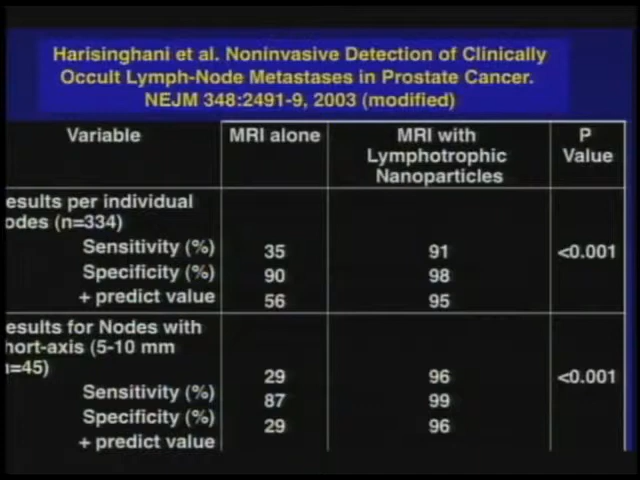 Harisinghani et al. Noninvasive Detection of Clinically
Occult Lymph-Node Metastases in Prostate Cancer.
NEJM 348:2491-9, 2003 (modified)
Variable MRI alone MRI with P
Lymphotrophic Value
Nanoparticles
esults per individual
odes (n=334)
Sensitivity (%) 35 91 <0.001
Specificity (%) 90 98
+ predict value 56 95
esults for Nodes with
hort-axis (5-10 mm
=45)
29 96 <0.001
Sensitivity (%) 87 99
Specificity (%) 29 96
+ predict value